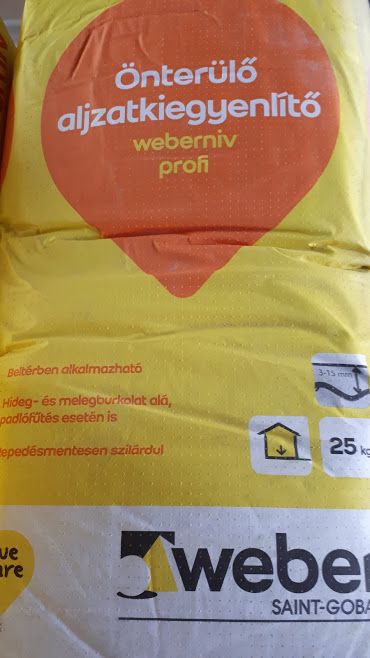 Önterülő
aljzatkiegyenlítő
weberniv
profi
Beltérben alkalmazható
3-15 mm
Hideg- és melegburkolat alá,
padlófűtés esetén is
repedésmentesen szilárdul
25 kg
weber
SAINT-GOBA